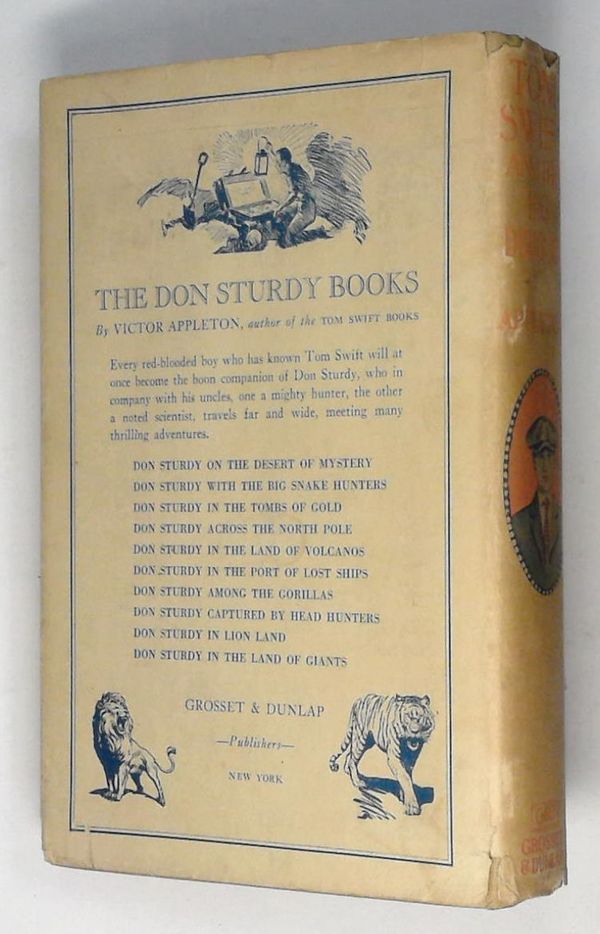 THE DON STURDY BOOKS
By VICTOR APPLETON, author of the TOM SWIFT BOOKS
Every red-blooded boy who has known Tom Swift will at
once become the boon companion of Don Sturdy, who in
company with his uncles, one a mighty hunter, the other
a noted scientist, travels far and wide, meeting many
thrilling adventures.
DON STURDY ON THE DESERT OF MYSTERY
DON STURDY WITH THE BIG SNAKE HUNTERS
DON STURDY IN THE TOMBS OF GOLD
DON STURDY ACROSS THE NORTH POLE
DON STURDY IN THE LAND OF VOLCANOS
DON STURDY IN THE PORT OF LOST SHIPS
DON STURDY AMONG THE GORILLAS
DON STURDY CAPTURED BY HEAD HUNTERS
DON STURDY IN LION LAND
DON STURDY IN THE LAND OF GIANTS
GROSSET & DUNLAP
—Publishers—
NEW YORK
TOM